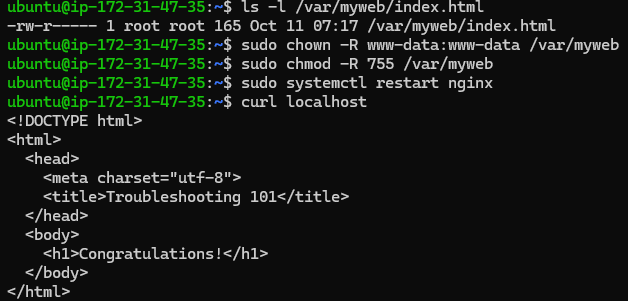 ubuntu@ip-172-31-47-35:~$ ls -l /var/myweb/index.html
-rw-r----- 1 root root 165 Oct 11 07:17 /var/myweb/index.html
ubuntu@ip-172-31-47-35:~$ sudo chown -R www-data:www-data /var/myweb
ubuntu@ip-172-31-47-35:~$ sudo chmod -R 755 /var/myweb
ubuntu@ip-172-31-47-35:~$ sudo systemctl restart nginx
ubuntu@ip-172-31-47-35:~$ curl localhost
<!DOCTYPE html>
<html>
  <head>
    <meta charset="utf-8">
    <title>Troubleshooting 101</title>
  </head>
  <body>
    <h1>Congratulations!</h1>
  </body>
</html>